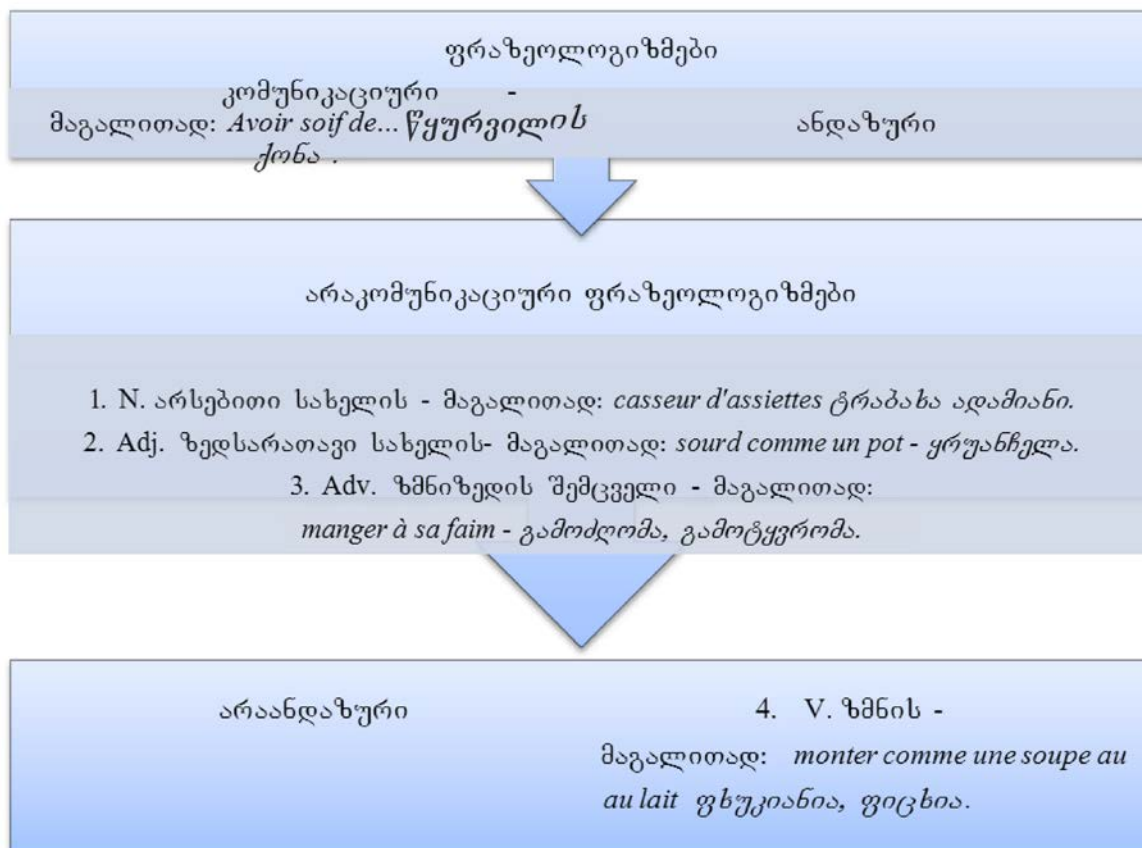 ფრაზეოლოგიზმები
კომუნიკაციური -
მაგალითად: Avoir soif de... წყურვილის
ქონა .
ანდაზური
არაკომუნიკაციური ფრაზეოლოგიზმები
1. N. არსებითი სახელის - მაგალითად: casseur d'assiettes ტრაბახა ადამიანი.
2. Adj. ზედსართავი სახელის- მაგალითად: sourd comme un pot - ყრუანჩელა.
3. Adv. ზმნიზედის შემცველი - მაგალითად:
manger à sa faim - გამოძღომა, გამოტყვრომა.
არაანდაზური
4. V. ზმნის -
მაგალითად: monter comme une soupe au
au lait ფხუკიანია, ფიცხია.